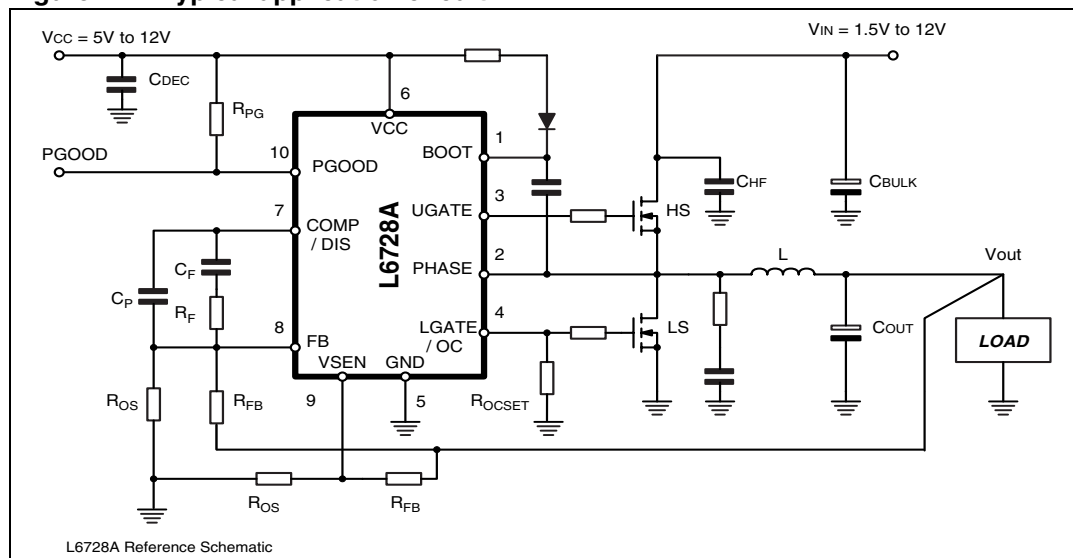 VCC = 5V to 12V
VIN = 1.5V to 12V
CDEC
6
RPG
VCC
1
PGOOD
10
PGOOD
BOOT
CHF
CBULK
3
7
COMP
/ DIS
UGATE
HS
L6728A
2
L
Vout
CF
PHASE
CP
4
RF
LGATE
/ OC
LS
COUT
LOAD
8
FB
VSEN
GND
ROS
RFB
9
5
ROCSET
ROS
RFB
L6728A Reference Schematic